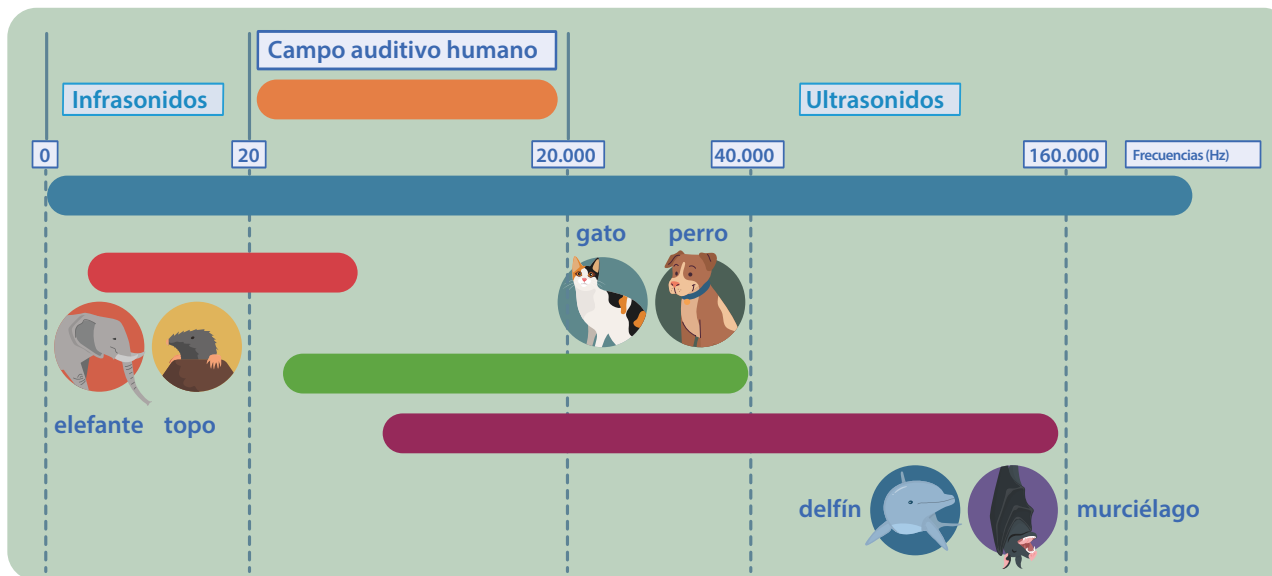 Campo auditivo humano
Infrasonidos
Ultrasonidos
0
20
20.000
40.000
160.000
Frecuencias (Hz)
gato
perro
elefante
topo
delfín
murciélago